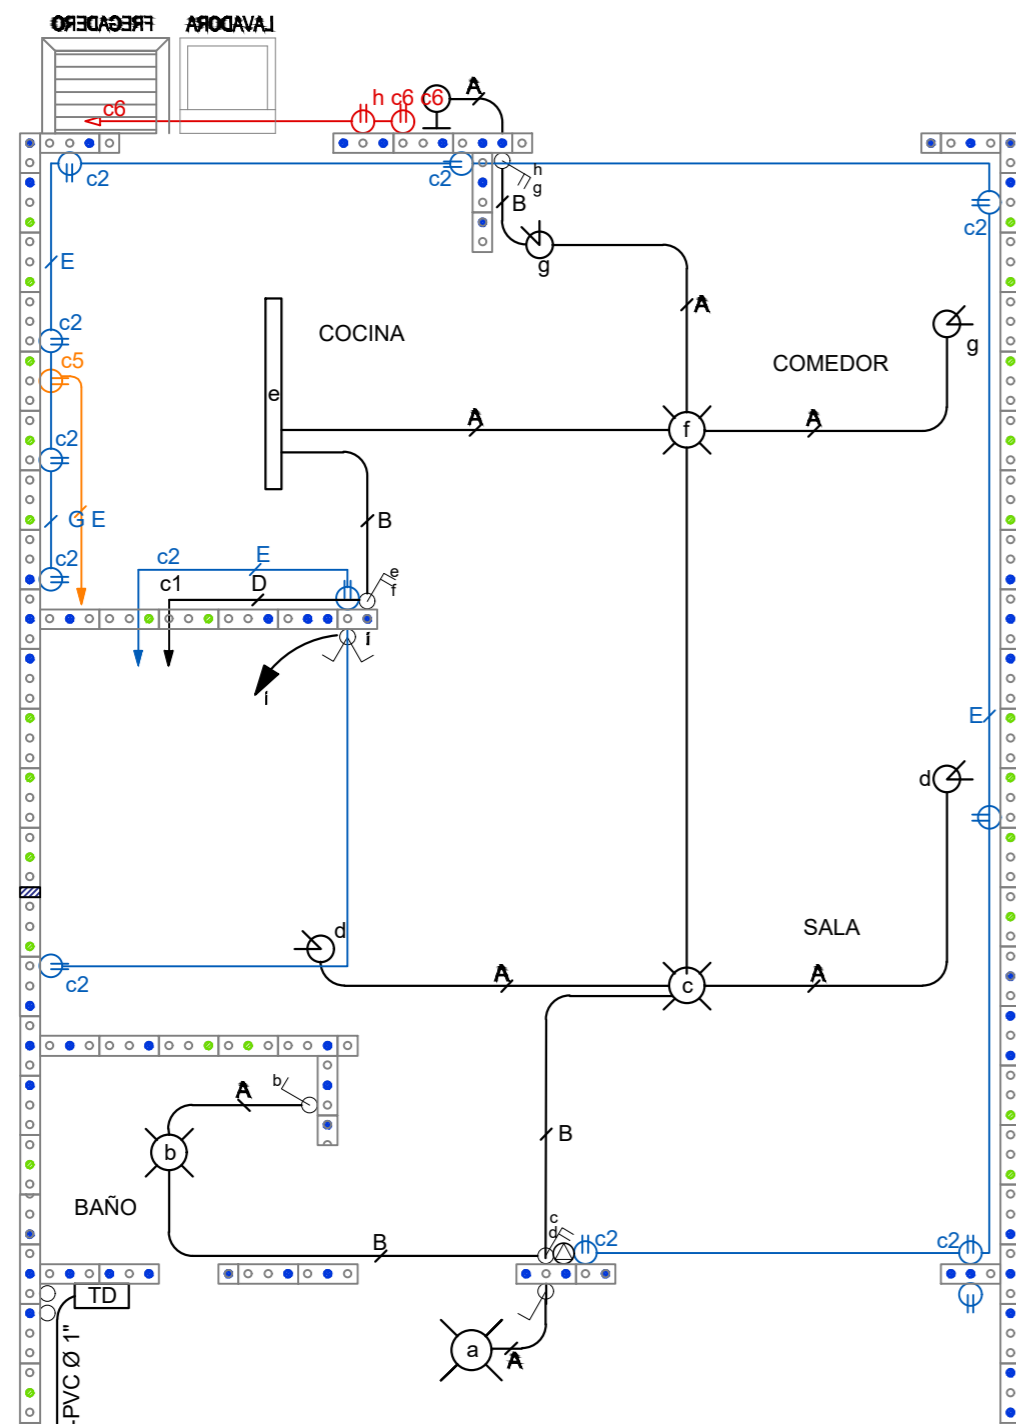 FREGADERO LAVADORA
A
c6 h c6 c6
c2 c2 h
g
B c2
E g
A
c2 COCINA g
c5 COMEDOR
e
c2 A f A
G E B
c2 c2 E e
c1 D f
i
i
E
d
d SALA
c2 A c A
b A
B
b
BAÑO
c
d c2 c2
B
TD
a A
-PVC Ø 1"